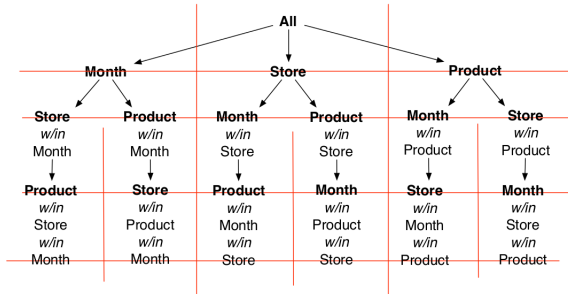 All
Month Store Product
Store Product Month Product Month Store
w/in w/in w/in w/in w/in w/in
Month Month Store Store Product Product
Product Store Product Month Store Month
w/in w/in w/in w/in w/in w/in
Store Product Month Product Month Store
w/in w/in w/in w/in w/in w/in
Month Month Store Store Product Product